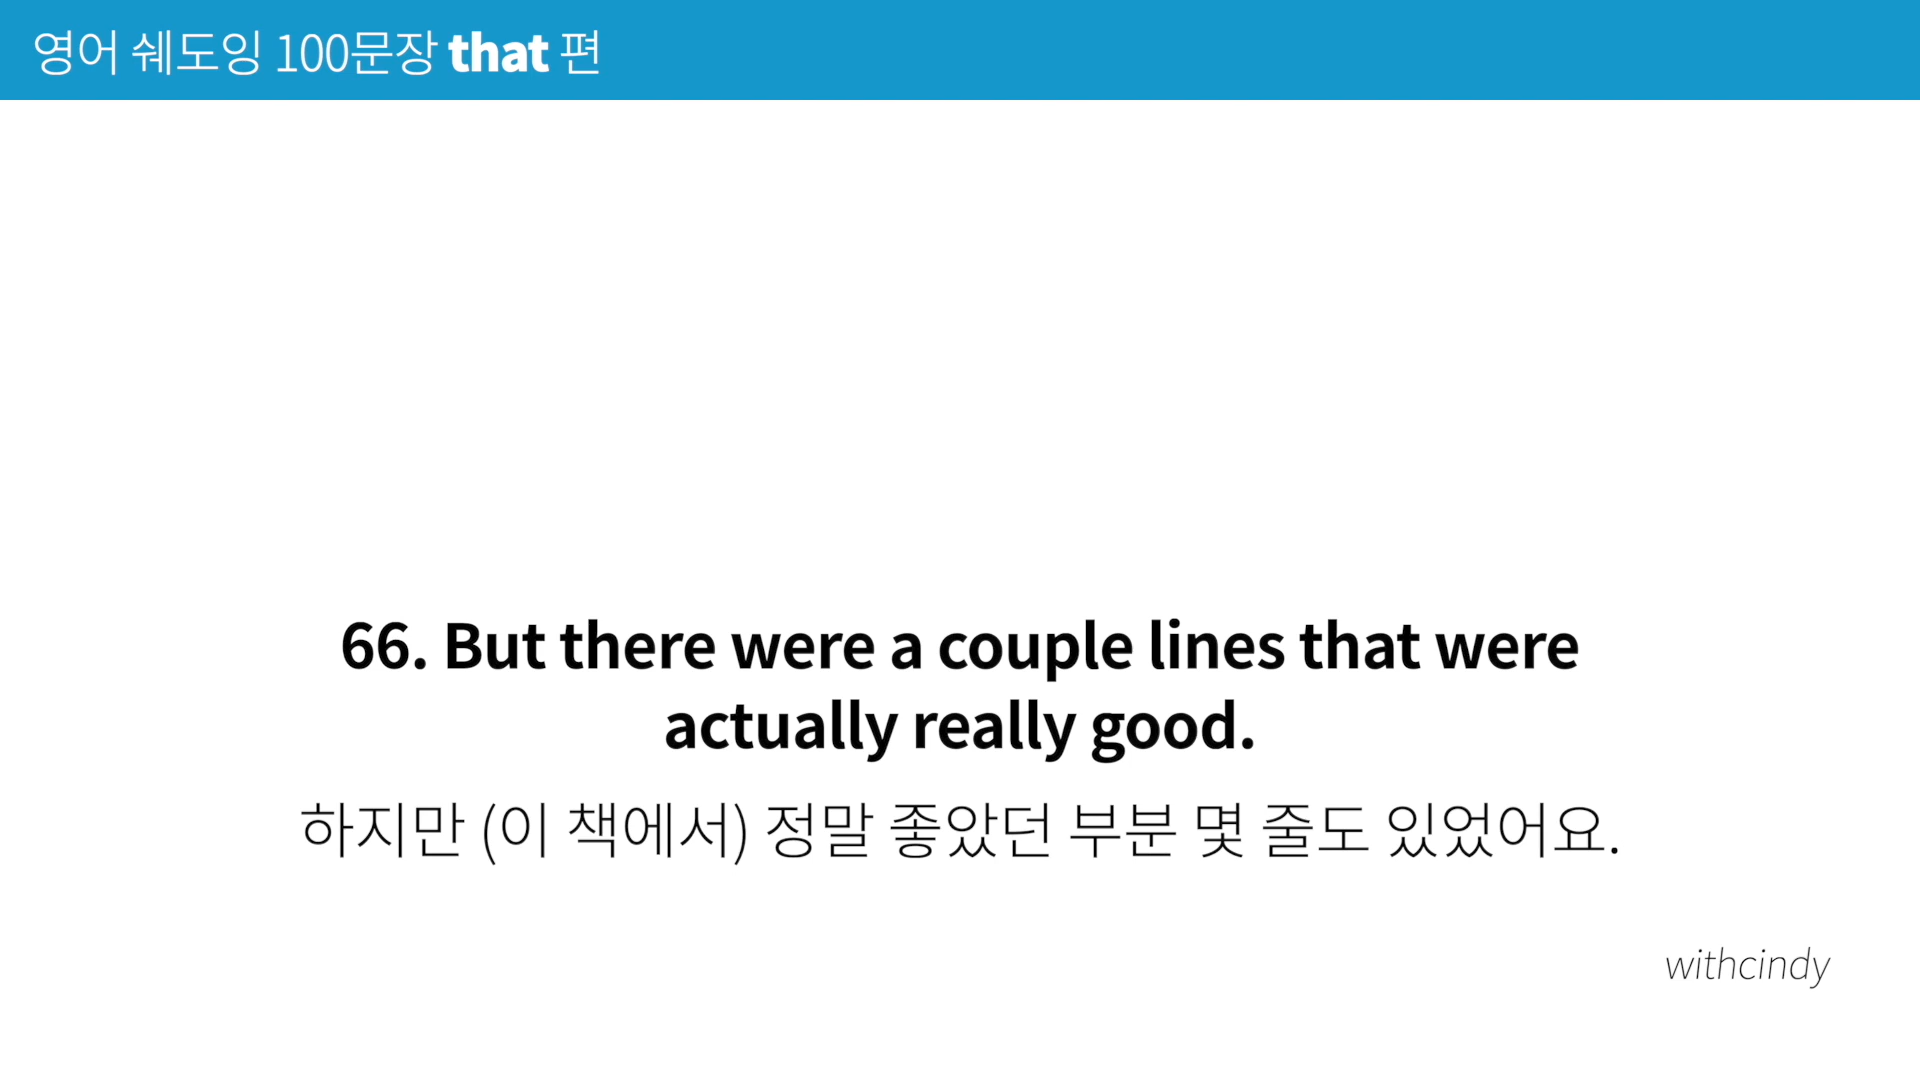 영어 쉐도잉 100문장 that 편
66. But there were a couple lines that were
actually really good.
하지만 (이 책에서) 정말 좋았던 부분 몇 줄도 있었어요.
withcindy